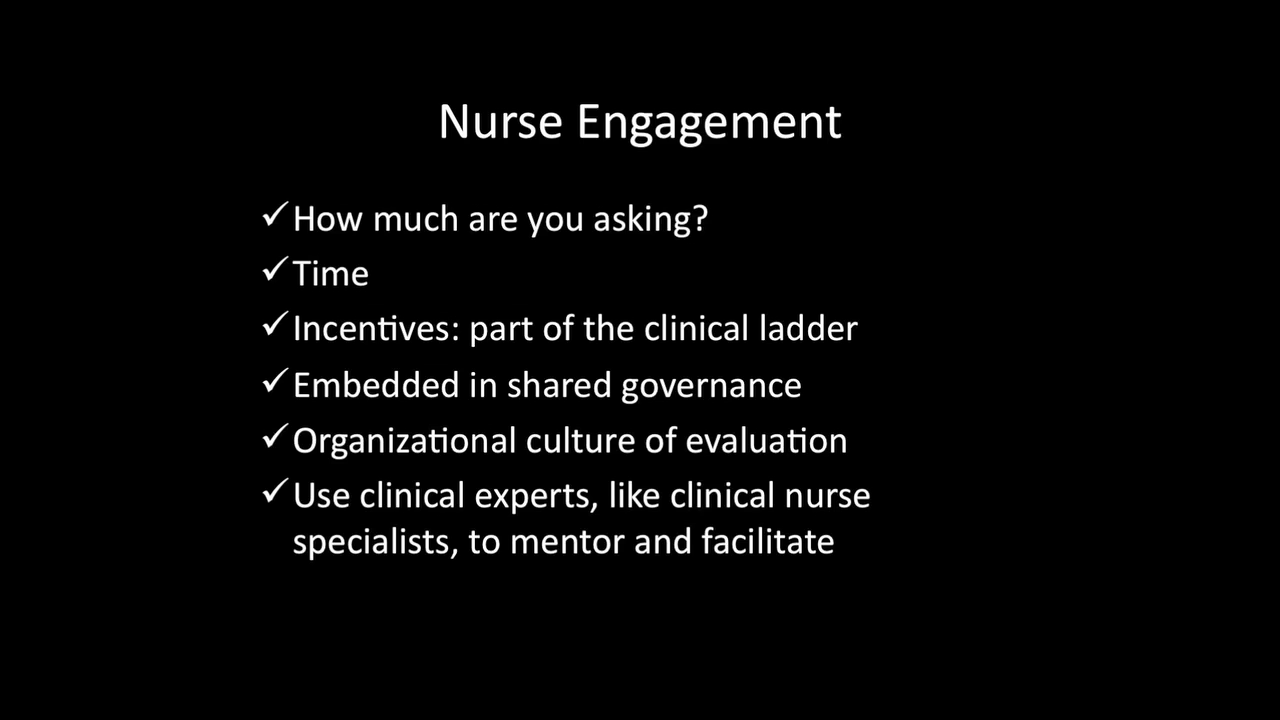 Nurse Engagement
✓How much are you asking?
✓Time
✓Incentives: part of the clinical ladder
✓Embedded in shared governance
✓Organizational culture of evaluation
✓Use clinical experts, like clinical nurse
specialists, to mentor and facilitate